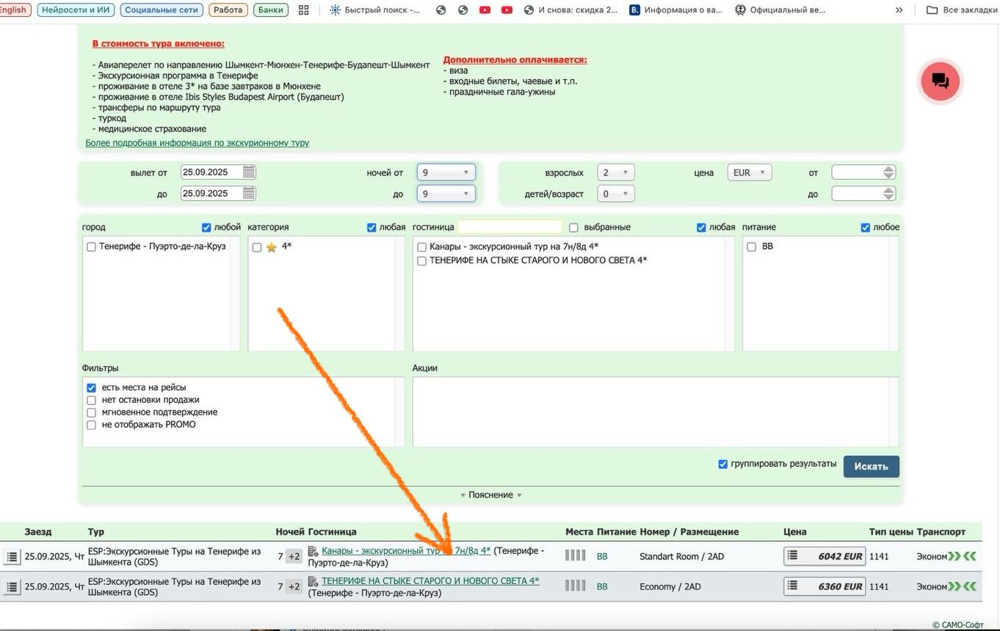 English Нейросети и ИИ Социальные сети Работа Банки Быстрый поиск -... И снова: скидка 2... B. Информация о ва... Официальный ве... » Все закладки
В стоимость тура включено:
- Авиаперелет по направлению Шымкент-Мюнхен-Тенерифе-Будапешт-Шымкент
- Экскурсионная программа в Тенерифе
- проживание в отеле 3* на базе завтраков в Мюнхене
- проживание в отеле Ibis Styles Budapest Airport (Будапешт)
- трансферы по маршруту тура
- туркод
- медицинское страхование
Более подробная информация по экскурионному туру
Дополнительно оплачивается:
- виза
- входные билеты, чаевые и т.п.
- праздничные гала-ужины
вылет от 25.09.2025 ночей от 9 взрослых 2 цена EUR от
до 25.09.2025 до 9 детей/возраст 0 до
город любой категория любая гостиница выбранные любая питание любое
Тенерифе - Пуэрто-де-ла-Круз 4* Канары - экскурсионный тур на 7н/8д 4* BB
ТЕНЕРИФЕ НА СТЫКЕ СТАРОГО И НОВОГО СВЕТА 4*
Фильтры Акции
есть места на рейсы
нет остановки продажи
мгновенное подтверждение
не отображать PROMO
группировать результаты Искать
Пояснение
Заезд Тур Ночей Гостиница Места Питание Номер / Размещение Цена Тип цены Транспорт
25.09.2025, Чт ESP:Экскурсионные Туры на Тенерифе из Шымкента (GDS) 7 +2 Канары - экскурсионный тур 7н/8д 4* (Тенерифе - Пуэрто-де-ла-Круз) BB Standart Room / 2AD 6042 EUR 1141 Эконом
25.09.2025, Чт ESP:Экскурсионные Туры на Тенерифе из Шымкента (GDS) 7 +2 ТЕНЕРИФЕ НА СТЫКЕ СТАРОГО И НОВОГО СВЕТА 4* (Тенерифе - Пуэрто-де-ла-Круз) BB Economy / 2AD 6360 EUR 1141 Эконом
© САМО-Софт